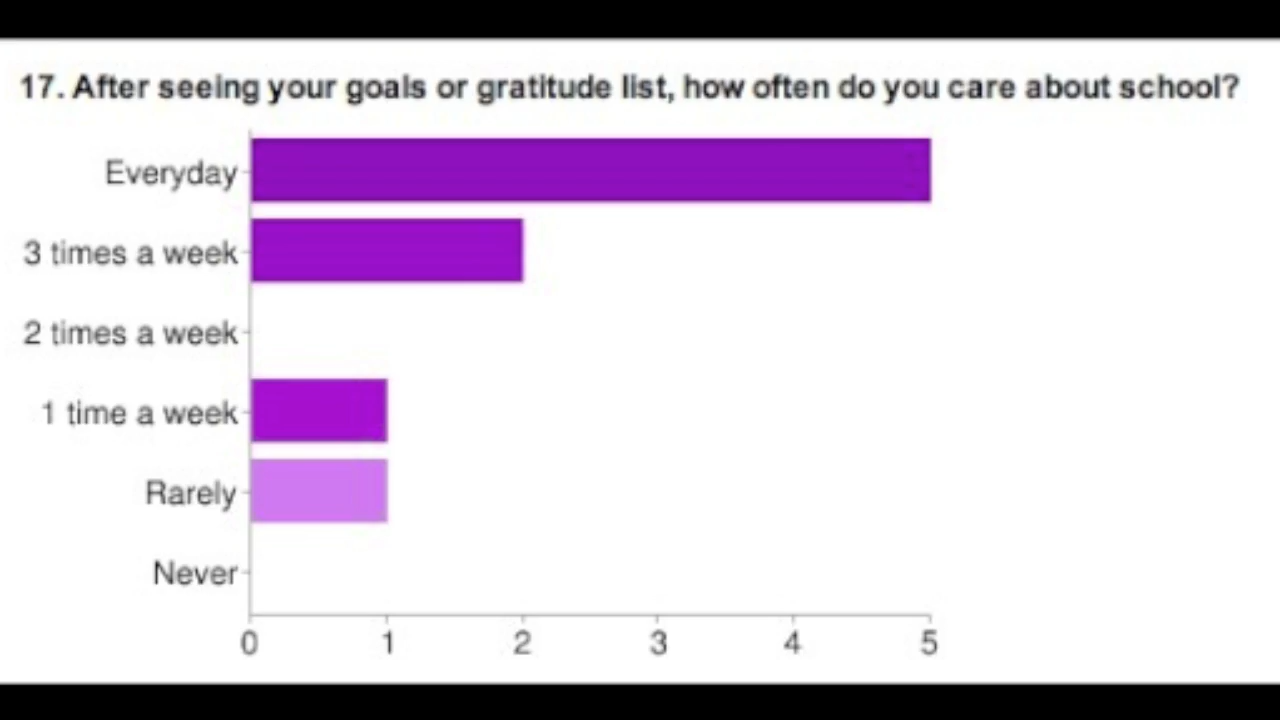 17. After seeing your goals or gratitude list, how often do you care about school?
Everyday
3 times a week
2 times a week
1 time a week
Rarely
Never
0 1 2 3 4 5